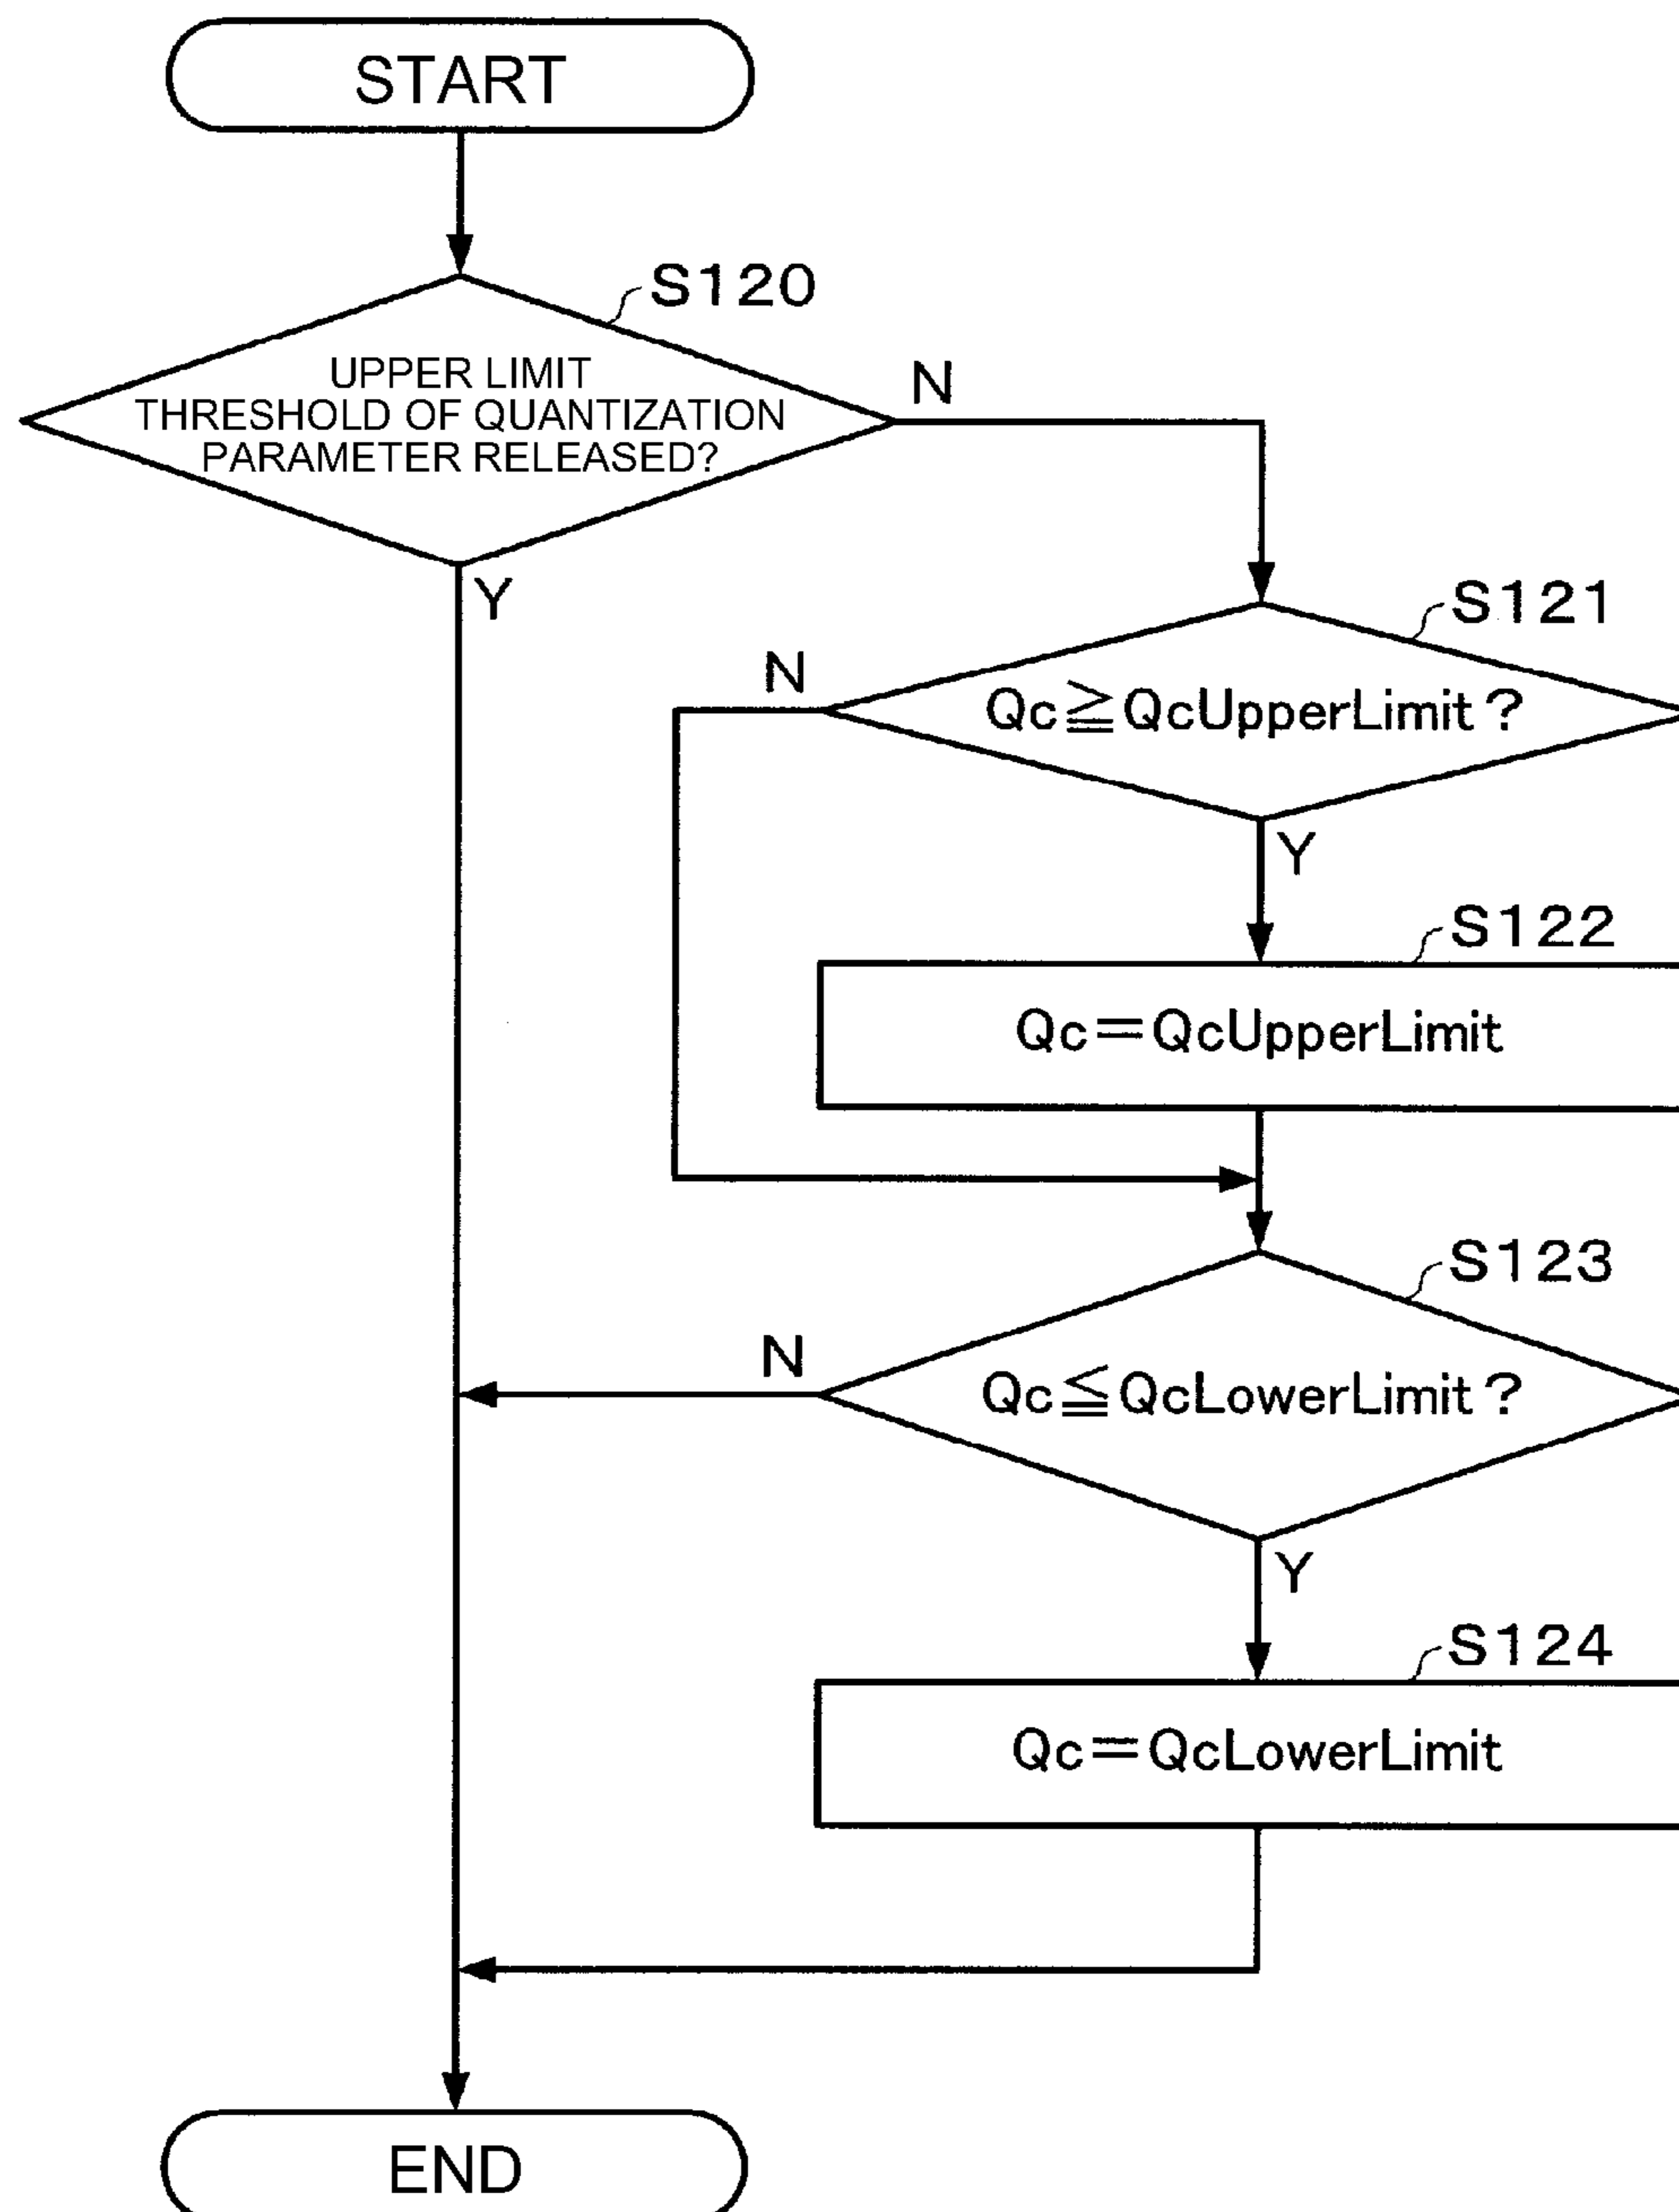 START
S120
UPPER LIMIT
THRESHOLD OF QUANTIZATION
PARAMETER RELEASED?
N
Y
S121
N
Qc≧QcUpperLimit?
Y
S122
Qc=QcUpperLimit
S123
N
Qc≦QcLowerLimit?
Y
S124
Qc=QcLowerLimit
END